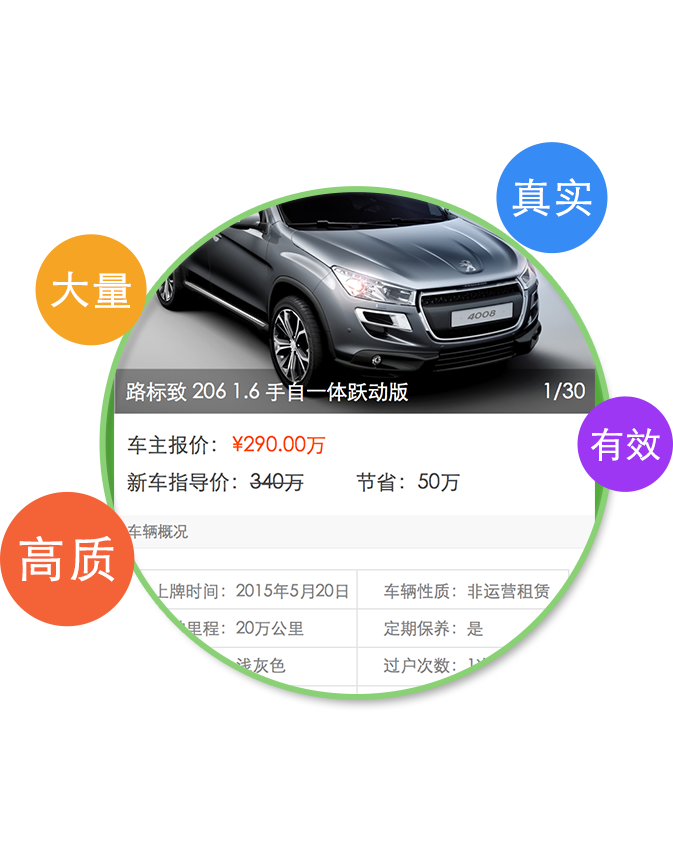 真实
大量
4008
路标致 206 1.6 手自一体跃动版 1/30
车主报价: ¥290.00万
有效
新车指导价: 340万 节省: 50万
车辆概况
高质
上牌时间: 2015年5月20日 车辆性质: 非运营租赁
里程: 20万公里 定期保养: 是
浅灰色 过户次数: